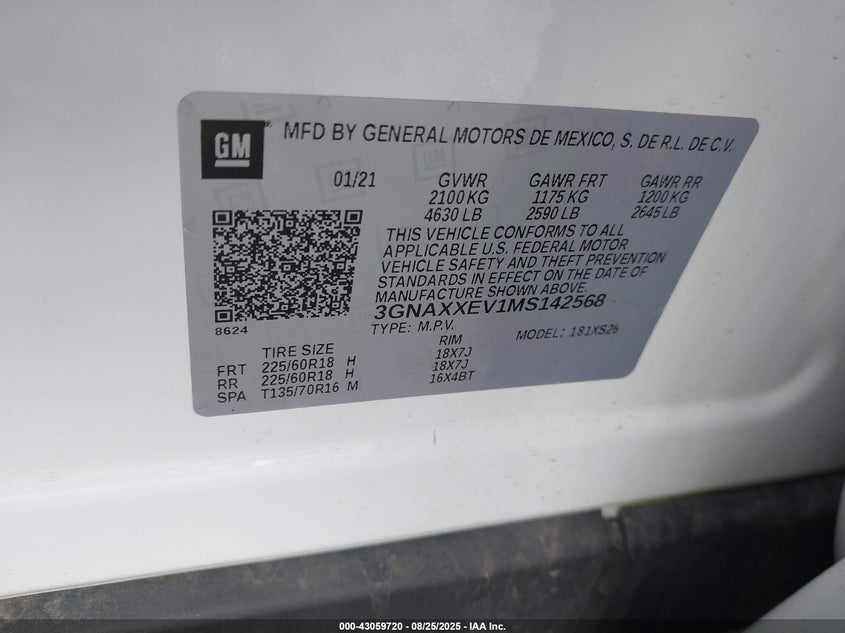 GM
MFD BY GENERAL MOTORS DE MEXICO, S. DE R.L. DE C.V.
01/21 GVWR GAWR FRT GAWR RR
2100 KG 1175 KG 1200 KG
4630 LB 2590 LB 2645 LB
THIS VEHICLE CONFORMS TO ALL
APPLICABLE U.S. FEDERAL MOTOR
VEHICLE SAFETY AND THEFT PREVENTION
STANDARDS IN EFFECT ON THE DATE OF
MANUFACTURE SHOWN ABOVE.
3GNAXXEV1MS142568
8624
TYPE: M.P.V. MODEL: 181XS26
TIRE SIZE RIM
FRT 225/60R18 H 18X7J
RR 225/60R18 H 18X7J
SPA T135/70R16 M 16X4BT
000-43059720 - 08/25/2025 - IAA Inc.